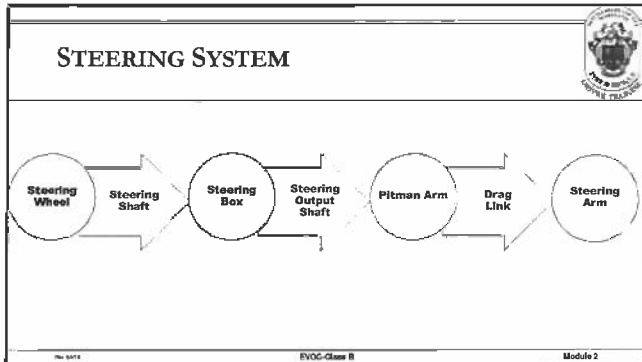 STEERING SYSTEM
Steering
Wheel
Steering
Shaft
Steering
Box
Steering
Output
Shaft
Pitman Arm
Drag
Link
Steering
Arm
EVOC-Class B
Module 2